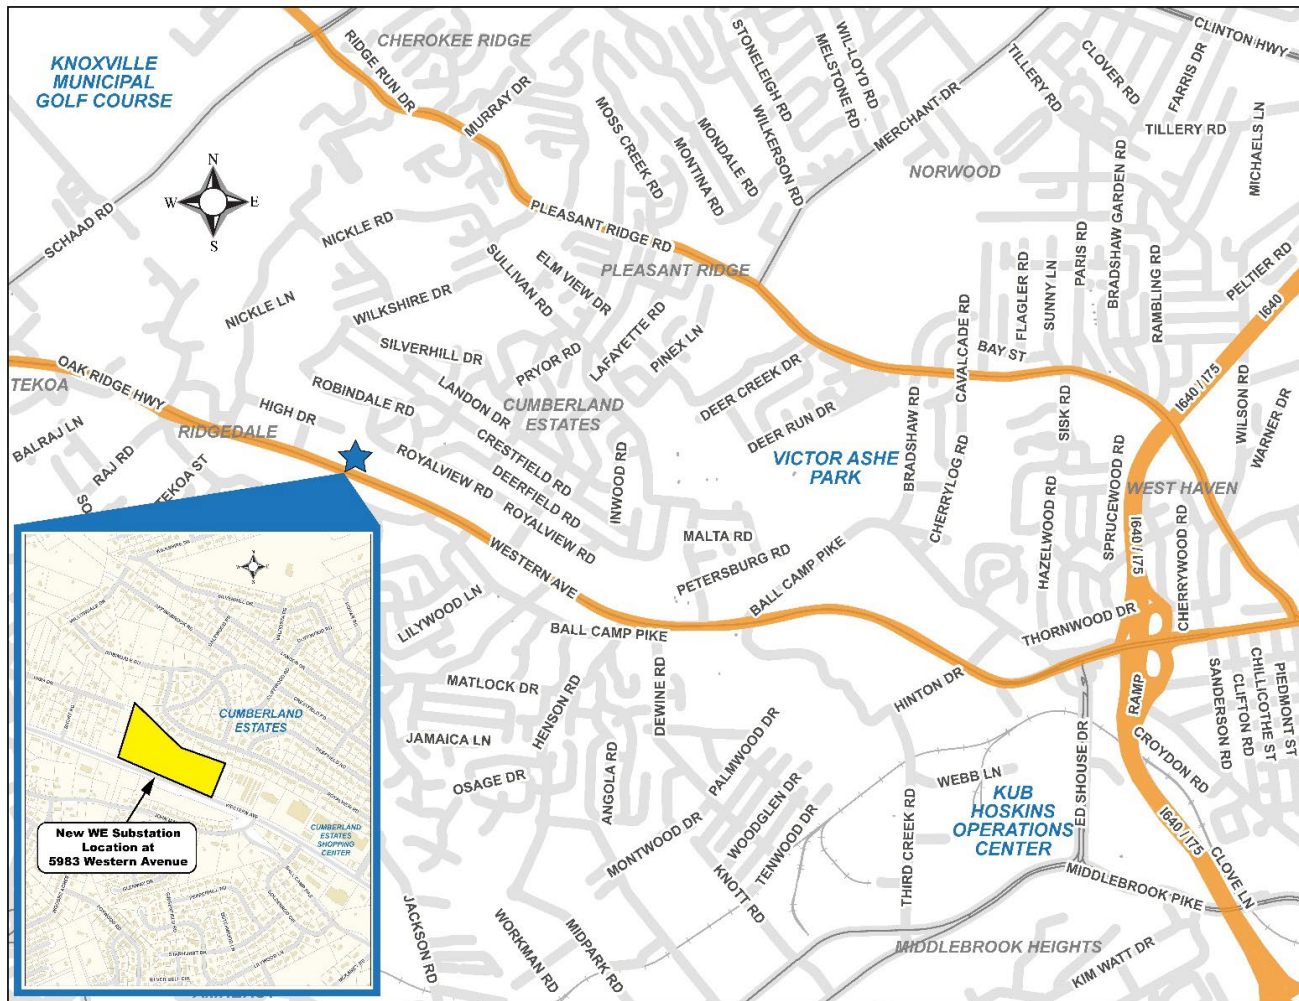 KNOXVILLE
MUNICIPAL
GOLF COURSE
CHEROKEE RIDGE
RIDGE RUN DR
MURRAY DR
MOSS CREEK RD
MONTINA RD
MONDALE RD
STONELEIGH RD
WILKERSON RD
MELSTONE RD
WIL-LOYD RD
MERCHANT DR
TILLERY RD
CLOVER RD
FARRIS DR
CLINTON HWY
TILLERY RD
MICHAELS LN
NORWOOD
N
W
E
S
SCHAAD RD
NICKLE RD
NICKLE LN
WILKSHIRE DR
SULLIVAN RD
ELM VIEW DR
PLEASANT RIDGE RD
PLEASANT RIDGE
LAFAYETTE RD
PINEX LN
PRYOR RD
SILVERHILL DR
LANDON DR
ROBINDALE RD
CUMBERLAND
ESTATES
DEER CREEK DR
DEER RUN DR
BRADSHAW RD
CAVALCADE RD
CHERRYLOG RD
BAY ST
FLAGLER RD
SUNNY LN
PARIS RD
BRADSHAW GARDEN RD
RAMBLING RD
PELTIER RD
I640
I640 / I75
WILSON RD
WARNER DR
SISK RD
HAZELWOOD RD
SPRUCEWOOD RD
WEST HAVEN
I640 / I75
CHERRYWOOD RD
THORNWOOD DR
VICTOR ASHE
PARK
OAK RIDGE HWY
TEKOA
BALRAJ LN
RAJ RD
TEKOA ST
RIDGEDALE
HIGH DR
ROYALVIEW RD
CRESTFIELD RD
DEERFIELD RD
ROYALVIEW RD
INWOOD RD
WESTERN AVE
MALTA RD
PETERSBURG RD
BALL CAMP PIKE
BALL CAMP PIKE
LILYWOOD LN
MATLOCK DR
JAMAICA LN
OSAGE DR
HENSON RD
ANGOLA RD
DEWINE RD
PALMWOOD DR
MONTWOOD DR
WOODGLEN DR
TENWOOD DR
KNOTT RD
HINTON DR
WEBB LN
THIRD CREEK RD
ED SHOUSE DR
RAMP
CROYDON RD
SANDERSON RD
CLIFTON RD
CHILLICOTHE ST
PIEDMONT ST
KUB
HOSKINS
OPERATIONS
CENTER
I640 / I75
CLOVE LN
MIDDLEBROOK PIKE
MIDDLEBROOK HEIGHTS
KIM WATT DR
JACKSON RD
WORKMAN RD
MIDPARK RD
CUMBERLAND
ESTATES
WESTERN AVE
CUMBERLAND
ESTATES
SHOPPING
CENTER
BALL CAMP PIKE
New WE Substation
Location at
5983 Western Avenue